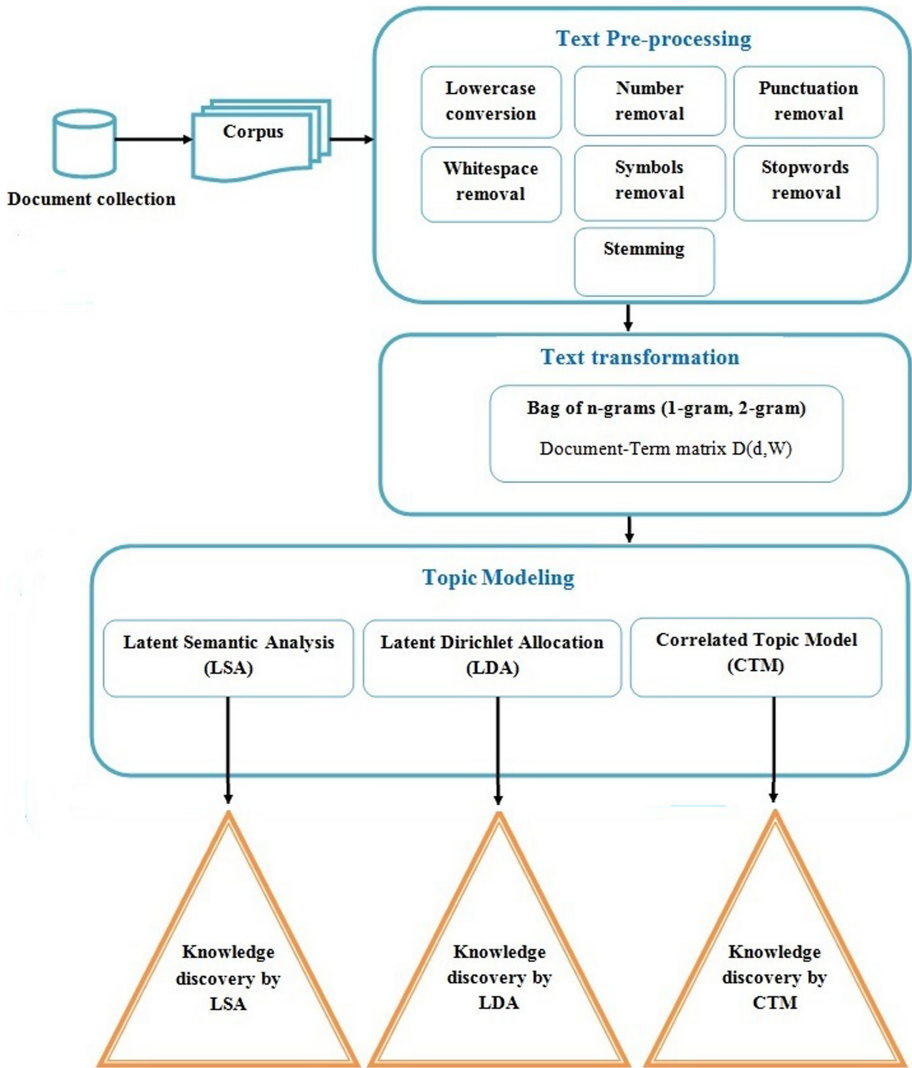 Text Pre-processing
Lowercase
conversion
Number
removal
Punctuation
removal
Corpus
Whitespace
removal
Symbols
removal
Stopwords
removal
Document collection
Stemming
Text transformation
Bag of n-grams (1-gram, 2-gram)
Document-Term matrix D(d,W)
Topic Modeling
Latent Semantic Analysis
(LSA)
Latent Dirichlet Allocation
(LDA)
Correlated Topic Model
(CTM)
Knowledge
discovery by
LSA
Knowledge
discovery by
LDA
Knowledge
discovery by
CTM